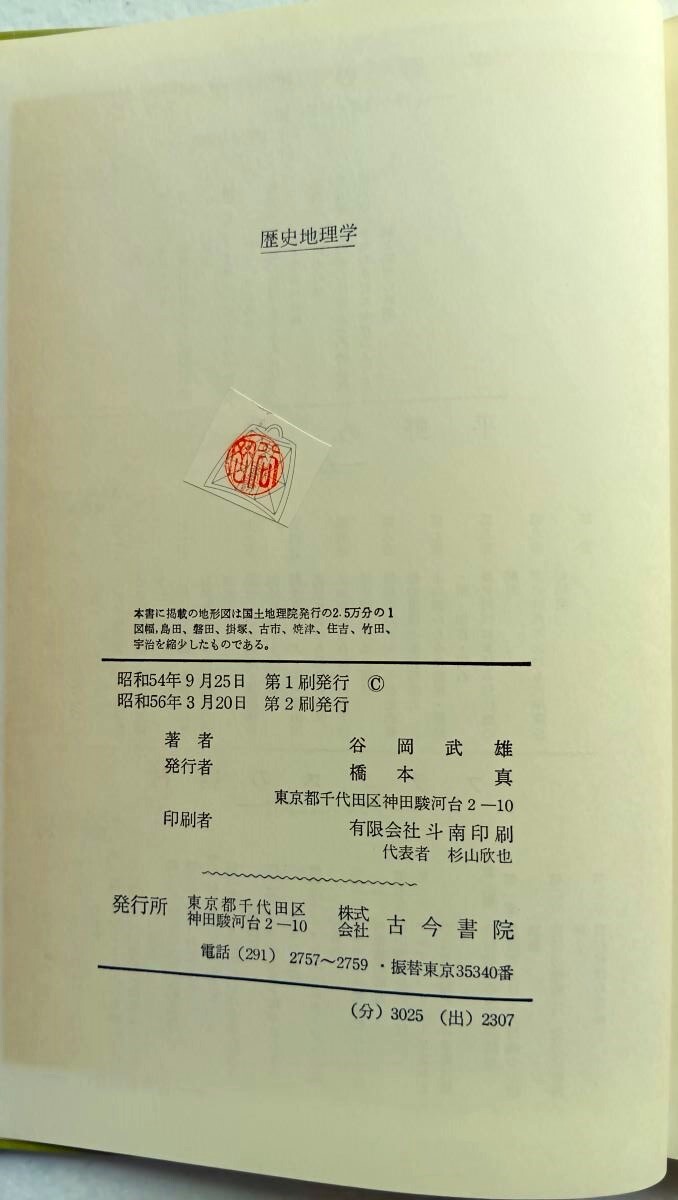 歴史地理学
本書に掲載の地形図は国土地理院発行の2.5万分の1
図幅,島田、磐田、掛塚、古市、焼津、住吉、竹田、
宇治を縮少したものである。
昭和54年9月25日 第1刷発行 ©
昭和56年3月20日 第2刷発行
著者 谷岡武雄
発行者 橋本真
東京都千代田区神田駿河台2―10
印刷者 有限会社斗南印刷
代表者 杉山欣也
発行所 東京都千代田区
神田駿河台2―10
株式
会社
古今書院
電話(291)2757〜2759・振替東京35340番
(分)3025 (出)2307